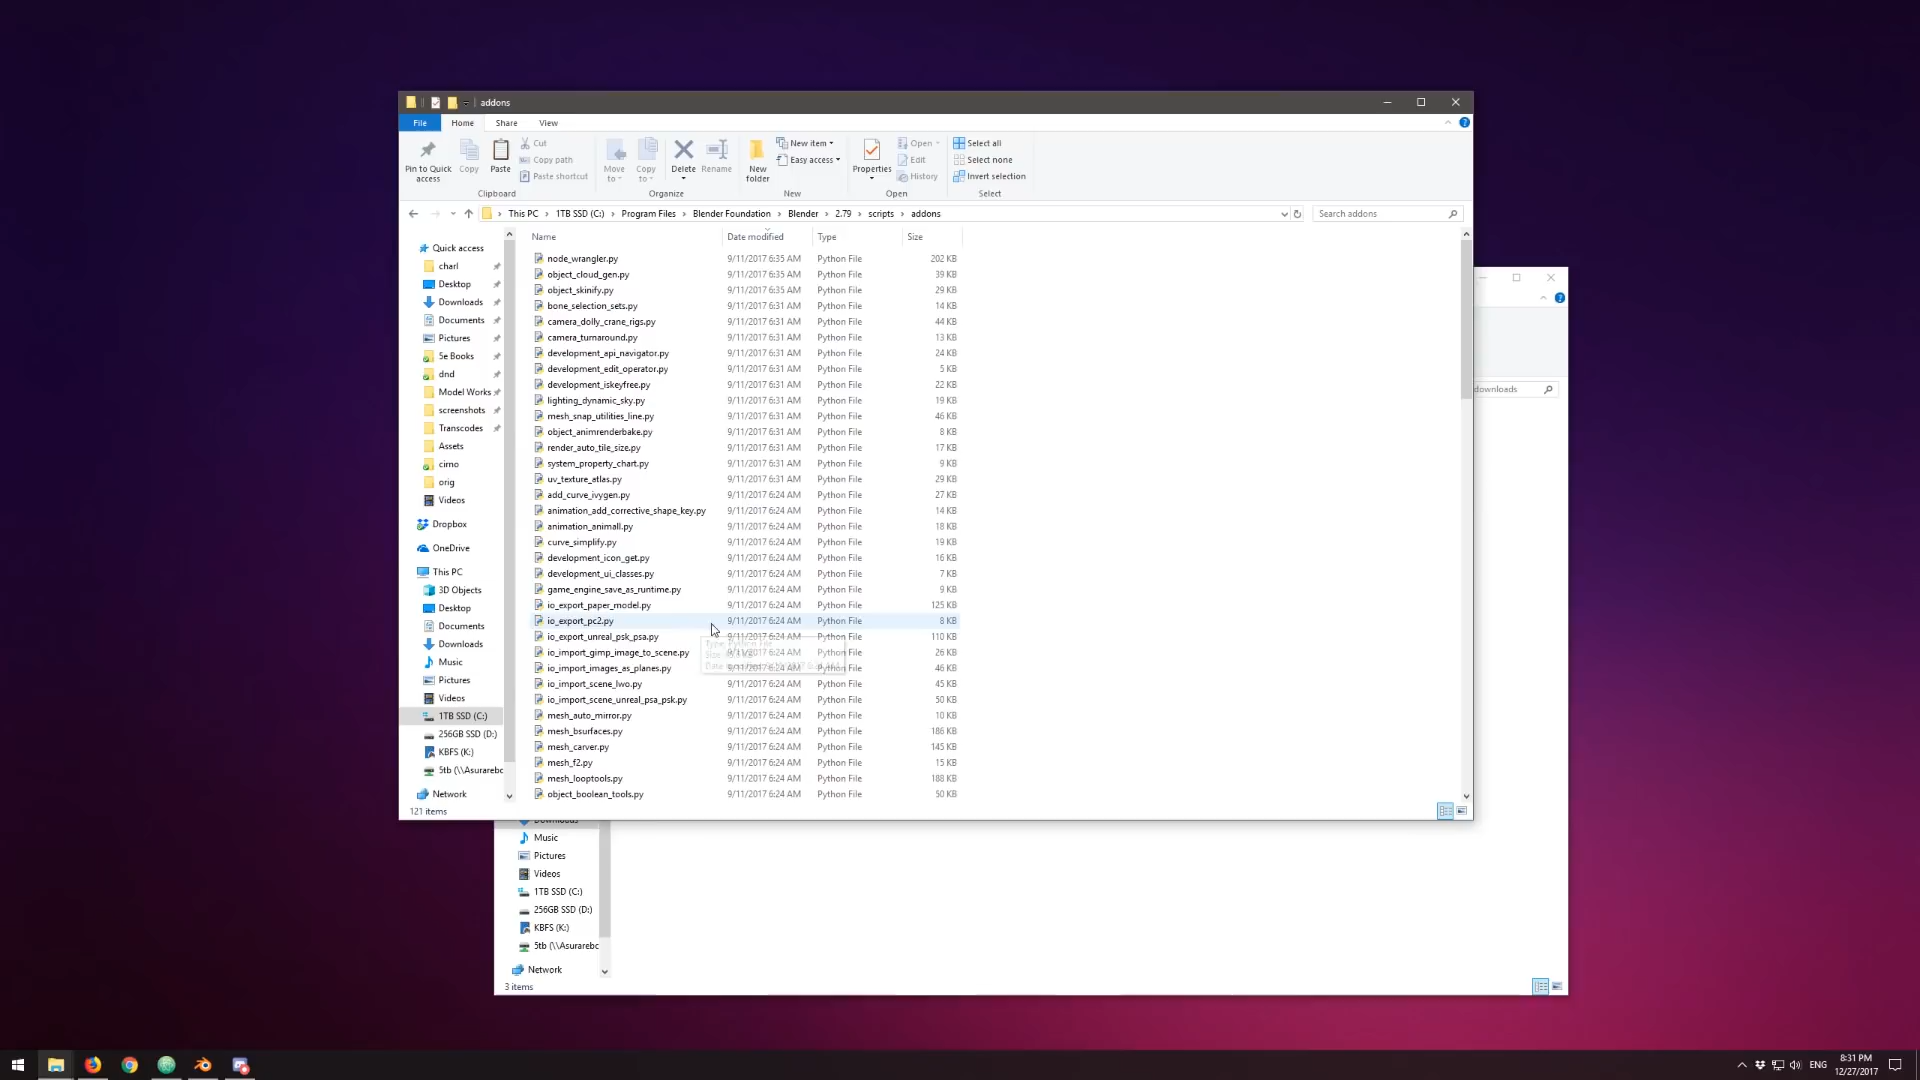 addons
File Home Share View
Pin to Quick access
Copy
Paste
Cut
Copy path
Paste shortcut
Clipboard
Move to
Copy to
Delete
Rename
Organize
New folder
New item
Easy access
New
Properties
Open
Edit
History
Open
Select all
Select none
Invert selection
Select
This PC > 1TB SSD (C:) > Program Files > Blender Foundation > Blender > 2.79 > scripts > addons
Search addons
Name Date modified Type Size
Quick access
charl
Desktop
Downloads
Documents
Pictures
5e Books
dnd
Model Works
screenshots
Transcodes
Assets
cirno
orig
Videos
Dropbox
OneDrive
This PC
3D Objects
Desktop
Documents
Downloads
Music
Pictures
Videos
1TB SSD (C:)
256GB SSD (D:)
KBFS (K:)
5tb (\\Asurarebo
Network
node_wrangler.py 9/11/2017 6:35 AM Python File 202 KB
object_cloud_gen.py 9/11/2017 6:35 AM Python File 39 KB
object_skinify.py 9/11/2017 6:35 AM Python File 29 KB
bone_selection_sets.py 9/11/2017 6:31 AM Python File 14 KB
camera_dolly_crane_rigs.py 9/11/2017 6:31 AM Python File 44 KB
camera_turnaround.py 9/11/2017 6:31 AM Python File 13 KB
development_api_navigator.py 9/11/2017 6:31 AM Python File 24 KB
development_edit_operator.py 9/11/2017 6:31 AM Python File 5 KB
development_iskeyfree.py 9/11/2017 6:31 AM Python File 22 KB
lighting_dynamic_sky.py 9/11/2017 6:31 AM Python File 19 KB
mesh_snap_utilities_line.py 9/11/2017 6:31 AM Python File 46 KB
object_animrenderbake.py 9/11/2017 6:31 AM Python File 8 KB
render_auto_tile_size.py 9/11/2017 6:31 AM Python File 17 KB
system_property_chart.py 9/11/2017 6:31 AM Python File 9 KB
uv_texture_atlas.py 9/11/2017 6:31 AM Python File 29 KB
add_curve_ivygen.py 9/11/2017 6:24 AM Python File 27 KB
animation_add_corrective_shape_key.py 9/11/2017 6:24 AM Python File 14 KB
animation_animall.py 9/11/2017 6:24 AM Python File 18 KB
curve_simplify.py 9/11/2017 6:24 AM Python File 19 KB
development_icon_get.py 9/11/2017 6:24 AM Python File 16 KB
development_ui_classes.py 9/11/2017 6:24 AM Python File 7 KB
game_engine_save_as_runtime.py 9/11/2017 6:24 AM Python File 9 KB
io_export_paper_model.py 9/11/2017 6:24 AM Python File 125 KB
io_export_pc2.py 9/11/2017 6:24 AM Python File 8 KB
io_export_unreal_psk_psa.py 9/11/2017 6:24 AM Python File 110 KB
io_import_gimp_image_to_scene.py 9/11/2017 6:24 AM Python File 26 KB
io_import_images_as_planes.py 9/11/2017 6:24 AM Python File 46 KB
io_import_scene_lwo.py 9/11/2017 6:24 AM Python File 45 KB
io_import_scene_unreal_psa_psk.py 9/11/2017 6:24 AM Python File 50 KB
mesh_auto_mirror.py 9/11/2017 6:24 AM Python File 10 KB
mesh_bsurfaces.py 9/11/2017 6:24 AM Python File 186 KB
mesh_carver.py 9/11/2017 6:24 AM Python File 145 KB
mesh_f2.py 9/11/2017 6:24 AM Python File 15 KB
mesh_looptools.py 9/11/2017 6:24 AM Python File 188 KB
object_boolean_tools.py 9/11/2017 6:24 AM Python File 50 KB
121 items
downloads
Music
Pictures
Videos
1TB SSD (C:)
256GB SSD (D:)
KBFS (K:)
5tb (\\Asurarebo
Network
3 items
ENG
8:31 PM
12/27/2017